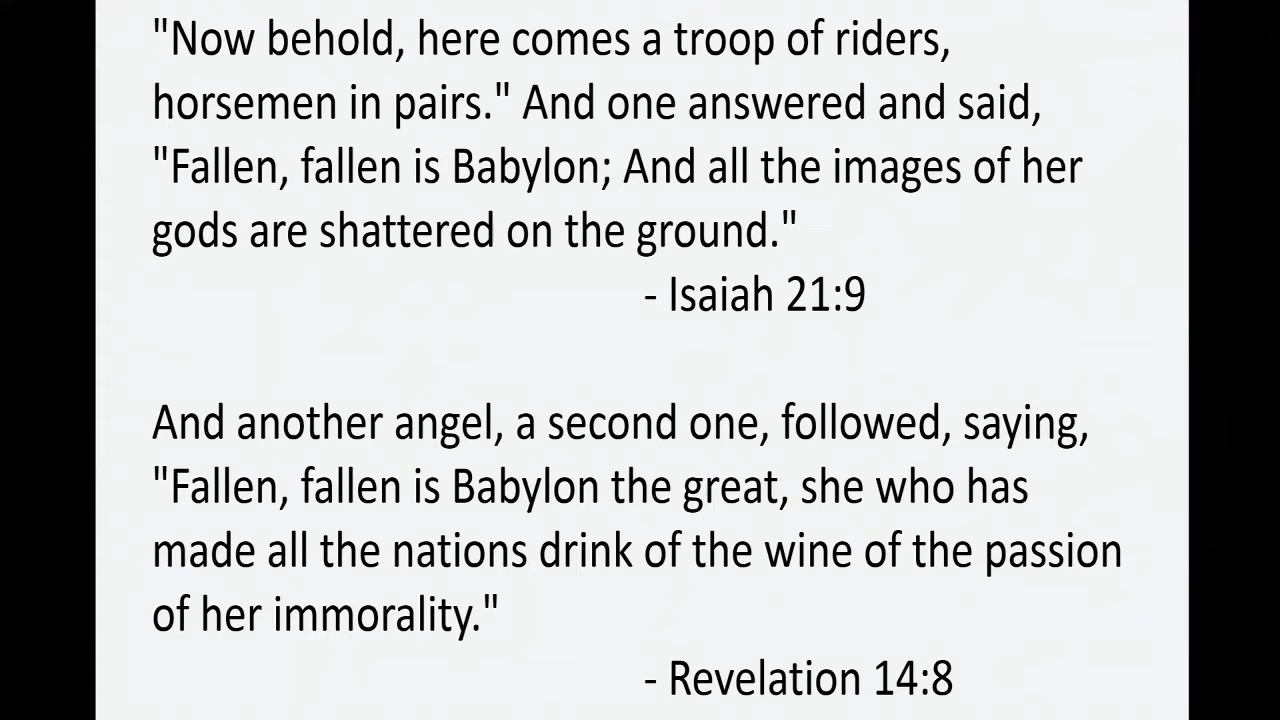 "Now behold, here comes a troop of riders,
horsemen in pairs." And one answered and said,
"Fallen, fallen is Babylon; And all the images of her
gods are shattered on the ground."
- Isaiah 21:9
And another angel, a second one, followed, saying,
"Fallen, fallen is Babylon the great, she who has
made all the nations drink of the wine of the passion
of her immorality."
- Revelation 14:8